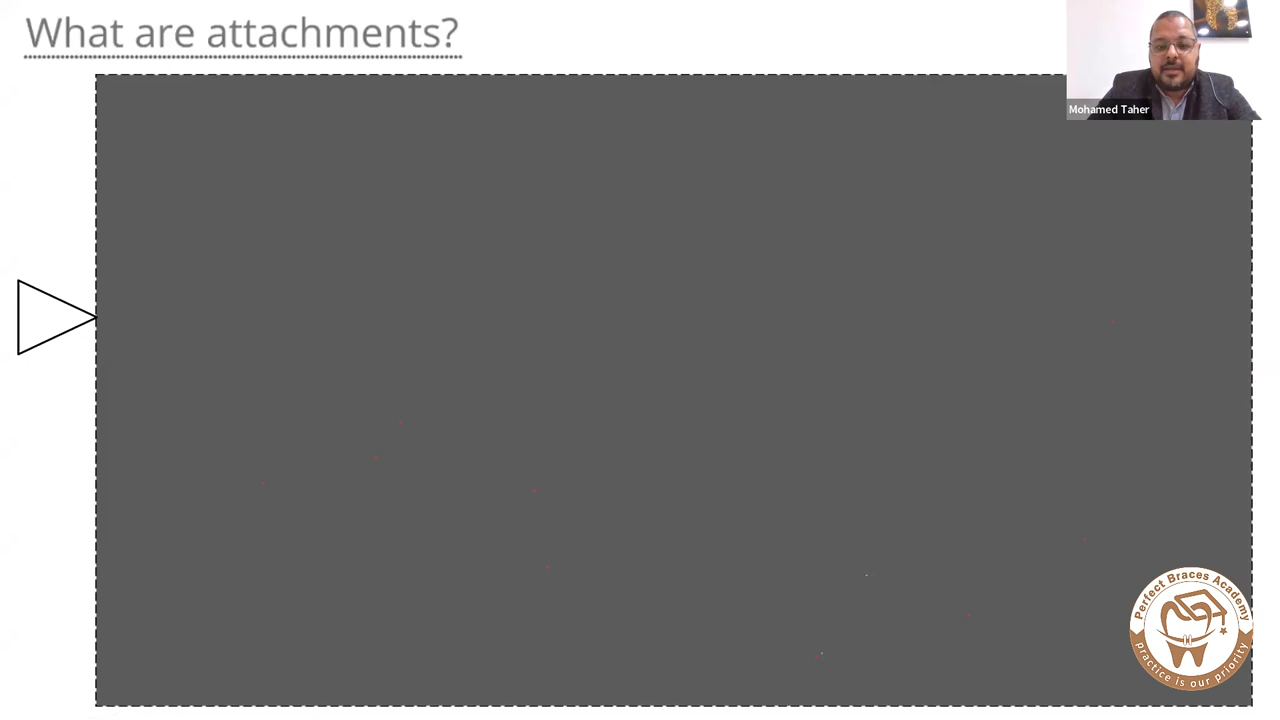 What are attachments?
Mohamed Taher
Perfect Braces Academy
practice is our priority